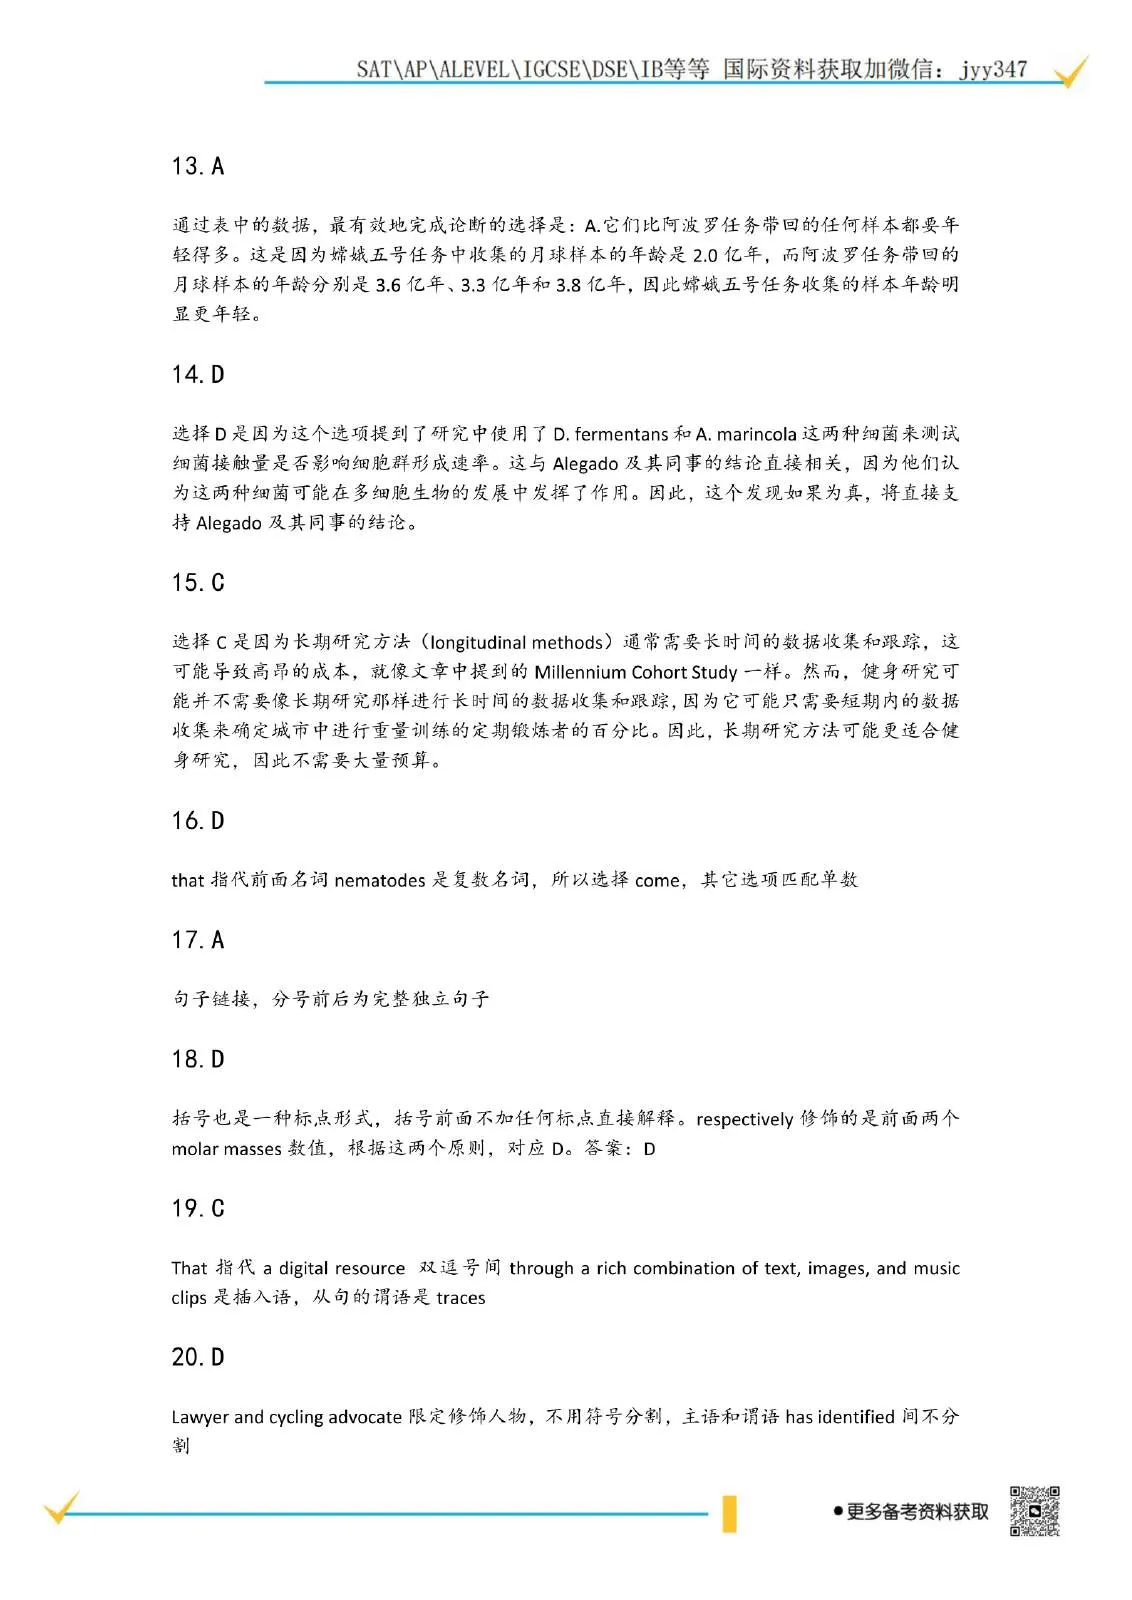 SAT\AP\ALEVEL\IGCSE\DSE\IB等等 国际资料获取加微信：jyy347
13. A
通过表中的数据，最有效地完成论断的选择是：A.它们比阿波罗任务带回的任何样本都要年
轻得多。这是因为嫦娥五号任务中收集的月球样本的年龄是 2.0 亿年，而阿波罗任务带回的
月球样本的年龄分别是 3.6 亿年、3.3 亿年和 3.8 亿年，因此嫦娥五号任务收集的样本年龄明
显更年轻。
14. D
选择 D 是因为这个选项提到了研究中使用了 D. fermentans 和 A. marincola 这两种细菌来测试
细菌接触量是否影响细胞群形成速率。这与 Alegado 及其同事的结论直接相关，因为他们认
为这两种细菌可能在多细胞生物的发展中发挥了作用。因此，这个发现如果为真，将直接支
持 Alegado 及其同事的结论。
15. C
选择 C 是因为长期研究方法（longitudinal methods）通常需要长时间的数据收集和跟踪，这
可能导致高昂的成本，就像文章中提到的 Millennium Cohort Study 一样。然而，健身研究可
能并不需要像长期研究那样进行长时间的数据收集和跟踪，因为它可能只需要短期内的数据
收集来确定城市中进行重量训练的定期锻炼者的百分比。因此，长期研究方法可能更适合健
身研究，因此不需要大量预算。
16. D
that 指代前面名词 nematodes 是复数名词，所以选择 come，其它选项匹配单数
17. A
句子链接，分号前后为完整独立句子
18. D
括号也是一种标点形式，括号前面不加任何标点直接解释。respectively 修饰的是前面两个
molar masses 数值，根据这两个原则，对应 D。答案：D
19. C
That 指代 a digital resource 双逗号间 through a rich combination of text, images, and music
clips 是插入语，从句的谓语是 traces
20. D
Lawyer and cycling advocate 限定修饰人物，不用符号分割，主语和谓语 has identified 间不分
割
●更多备考资料获取